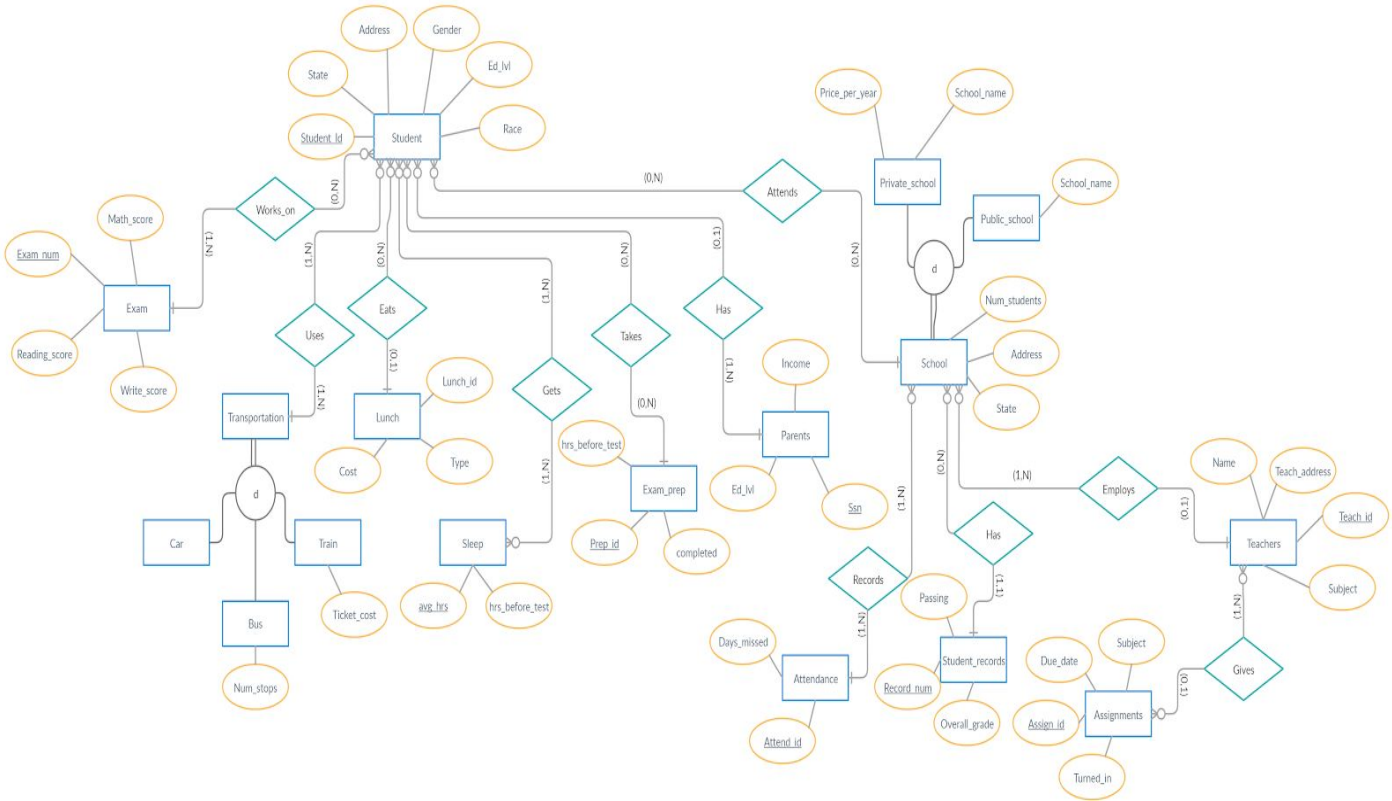 Address
Gender
State
Ed_lvl
Student_Id
Student
Race
Price_per_year
School_name
Private_school
School_name
Public_school
(0,N)
Attends
(0,N)
d
Works_on
(N,0)
(1,N)
Math_score
Exam_num
Exam
Reading_score
Write_score
(N,1)
Uses
(1,N)
(N,0)
Eats
(0,1)
(N,1)
Gets
(N,1)
(N,0)
Takes
(0,N)
(0,1)
Has
(1,N)
Num_students
School
Address
State
Transportation
d
Car
Train
Bus
Ticket_cost
Num_stops
Lunch
Lunch_id
Cost
Type
Sleep
avg_hrs
hrs_before_test
hrs_before_test
Exam_prep
Prep_id
completed
Income
Parents
Ed_lvl
Ssn
(N,1)
Records
(N,1)
Days_missed
Attendance
Attend_id
(N,0)
Has
(1,1)
Passing
Student_records
Record_num
Overall_grade
(1,N)
Employs
(0,1)
Name
Teach_address
Teach_id
Teachers
Subject
(N,1)
Gives
(0,1)
Due_date
Subject
Assign_id
Assignments
Turned_in